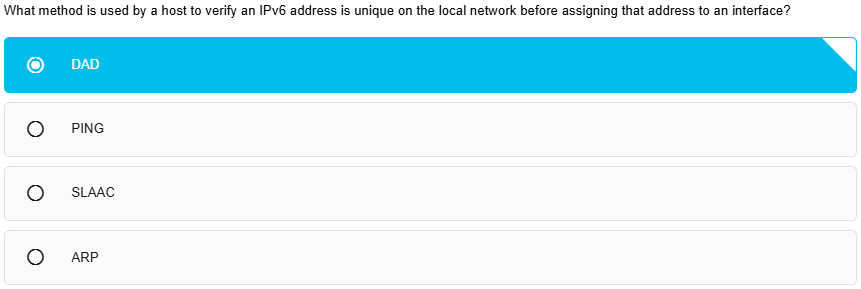 What method is used by a host to verify an IPv6 address is unique on the local network before assigning that address to an interface?
DAD
PING
SLAAC
ARP